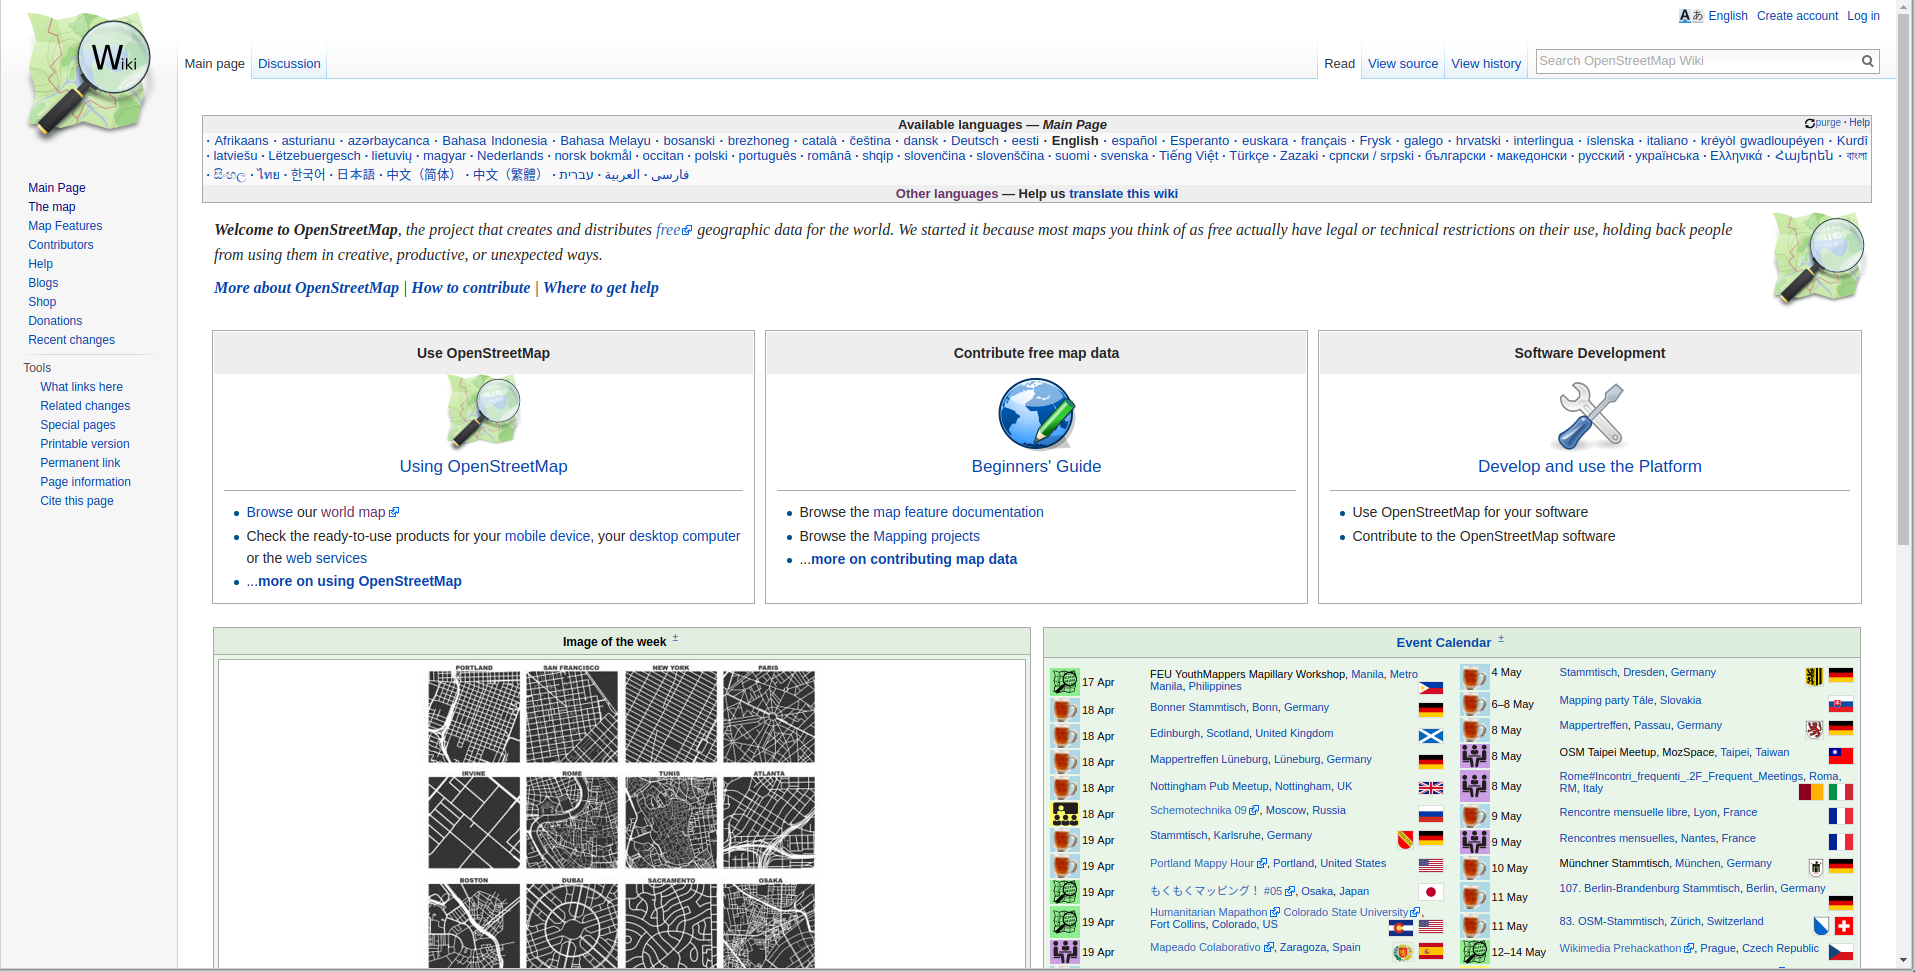 Wiki
English Create account Log in
Main page Discussion
Read View source View history Search OpenStreetMap Wiki
Available languages — Main Page
purge · Help
· Afrikaans · asturianu · azərbaycanca · Bahasa Indonesia · Bahasa Melayu · bosanski · brezhoneg · català · čeština · dansk · Deutsch · eesti · English · español · Esperanto · euskara · français · Frysk · galego · hrvatski · interlingua · íslenska · italiano · kréyòl gwadloupéyen · Kurdî
· latviešu · Lëtzebuergesch · lietuvių · magyar · Nederlands · norsk bokmål · occitan · polski · português · română · shqip · slovenčina · slovenščina · suomi · svenska · Tiếng Việt · Türkçe · Zazaki · српски / srpski · български · македонски · русский · українська · Ελληνικά · Հայերեն · বাংলা
· සිංහල · ไทย · 한국어 · 日本語 · 中文（简体） · 中文（繁體） · עברית · العربية · فارسی
Other languages — Help us translate this wiki
Main Page
The map
Map Features
Contributors
Help
Blogs
Shop
Donations
Recent changes
Tools
What links here
Related changes
Special pages
Printable version
Permanent link
Page information
Cite this page
Welcome to OpenStreetMap, the project that creates and distributes free geographic data for the world. We started it because most maps you think of as free actually have legal or technical restrictions on their use, holding back people
from using them in creative, productive, or unexpected ways.
More about OpenStreetMap | How to contribute | Where to get help
Use OpenStreetMap
Using OpenStreetMap
Browse our world map
Check the ready-to-use products for your mobile device, your desktop computer
or the web services
...more on using OpenStreetMap
Contribute free map data
Beginners' Guide
Browse the map feature documentation
Browse the Mapping projects
...more on contributing map data
Software Development
Develop and use the Platform
Use OpenStreetMap for your software
Contribute to the OpenStreetMap software
Image of the week ±
PORTLAND SAN FRANCISCO NEW YORK PARIS
IRVINE ROME TUNIS ATLANTA
BOSTON DUBAI SACRAMENTO OSAKA
Event Calendar ±
17 Apr FEU YouthMappers Mapillary Workshop, Manila, Metro
Manila, Philippines
18 Apr Bonner Stammtisch, Bonn, Germany
18 Apr Edinburgh, Scotland, United Kingdom
18 Apr Mappertreffen Lüneburg, Lüneburg, Germany
18 Apr Nottingham Pub Meetup, Nottingham, UK
18 Apr Schemotechnika 09, Moscow, Russia
19 Apr Stammtisch, Karlsruhe, Germany
19 Apr Portland Mappy Hour, Portland, United States
19 Apr もくもくマッピング！ #05, Osaka, Japan
19 Apr Humanitarian Mapathon Colorado State University,
Fort Collins, Colorado, US
19 Apr Mapeado Colaborativo, Zaragoza, Spain
4 May Stammtisch, Dresden, Germany
6–8 May Mapping party Tále, Slovakia
8 May Mappertreffen, Passau, Germany
8 May OSM Taipei Meetup, MozSpace, Taipei, Taiwan
8 May Rome#Incontri_frequenti_.2F_Frequent_Meetings, Roma,
RM, Italy
9 May Rencontre mensuelle libre, Lyon, France
9 May Rencontres mensuelles, Nantes, France
10 May Münchner Stammtisch, München, Germany
11 May 107. Berlin-Brandenburg Stammtisch, Berlin, Germany
11 May 83. OSM-Stammtisch, Zürich, Switzerland
12–14 May Wikimedia Prehackathon, Prague, Czech Republic